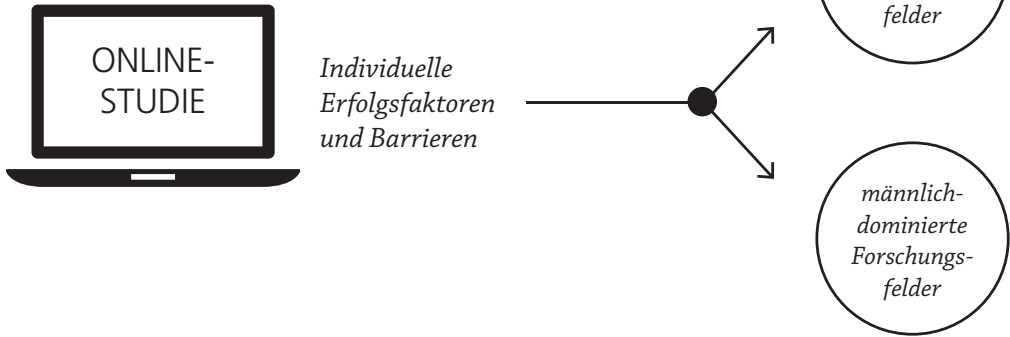 ONLINE-
STUDIE
Individuelle
Erfolgsfaktoren
und Barrieren
felder
männlich-
dominierte
Forschungs-
felder